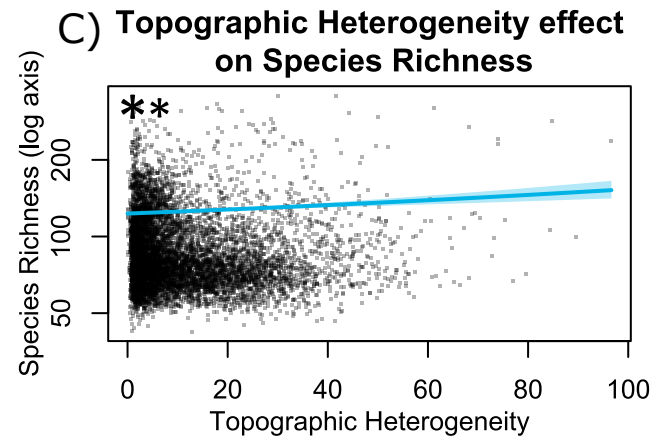 C) Topographic Heterogeneity effect
on Species Richness
**
Species Richness (log axis)
200
100
50
0 20 40 60 80 100
Topographic Heterogeneity